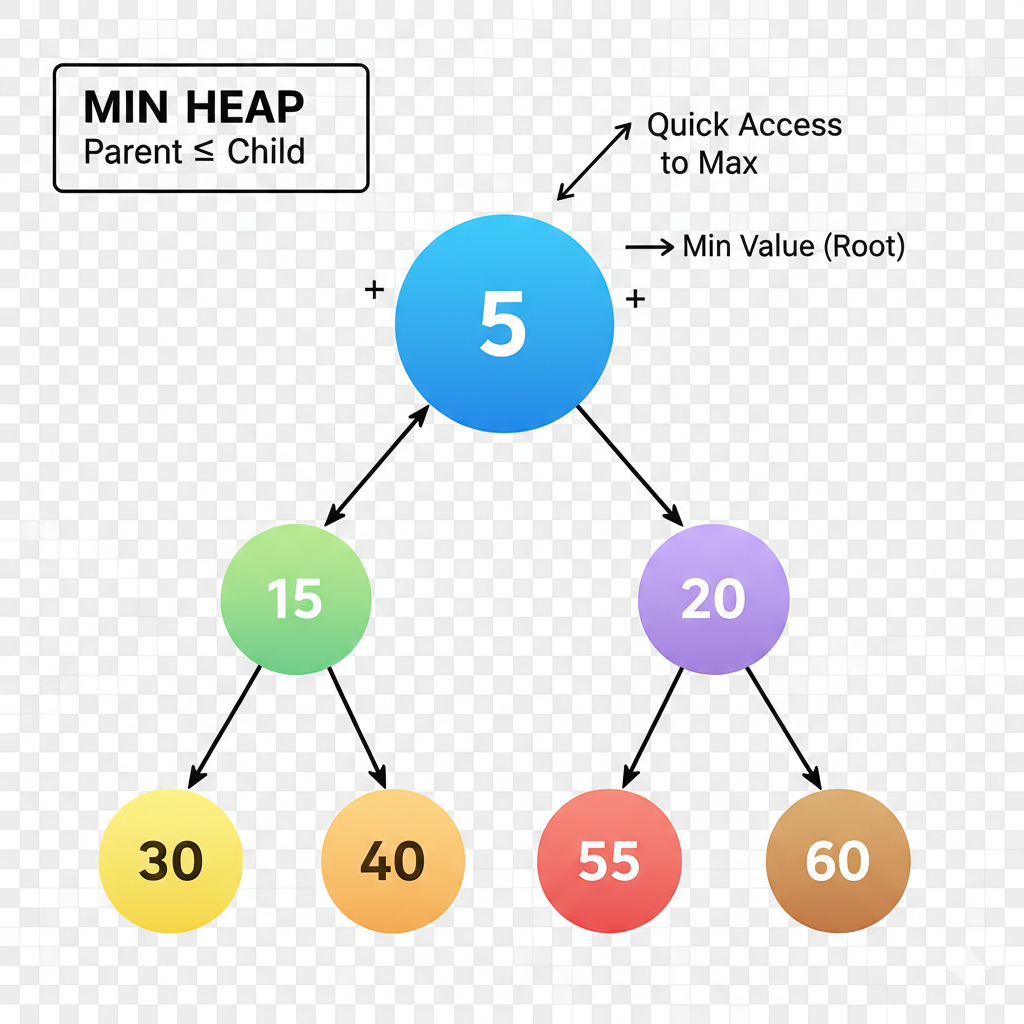 MIN HEAP
Parent ≤ Child
Quick Access
to Max
Min Value (Root)
+
+
5
15
20
30
40
55
60